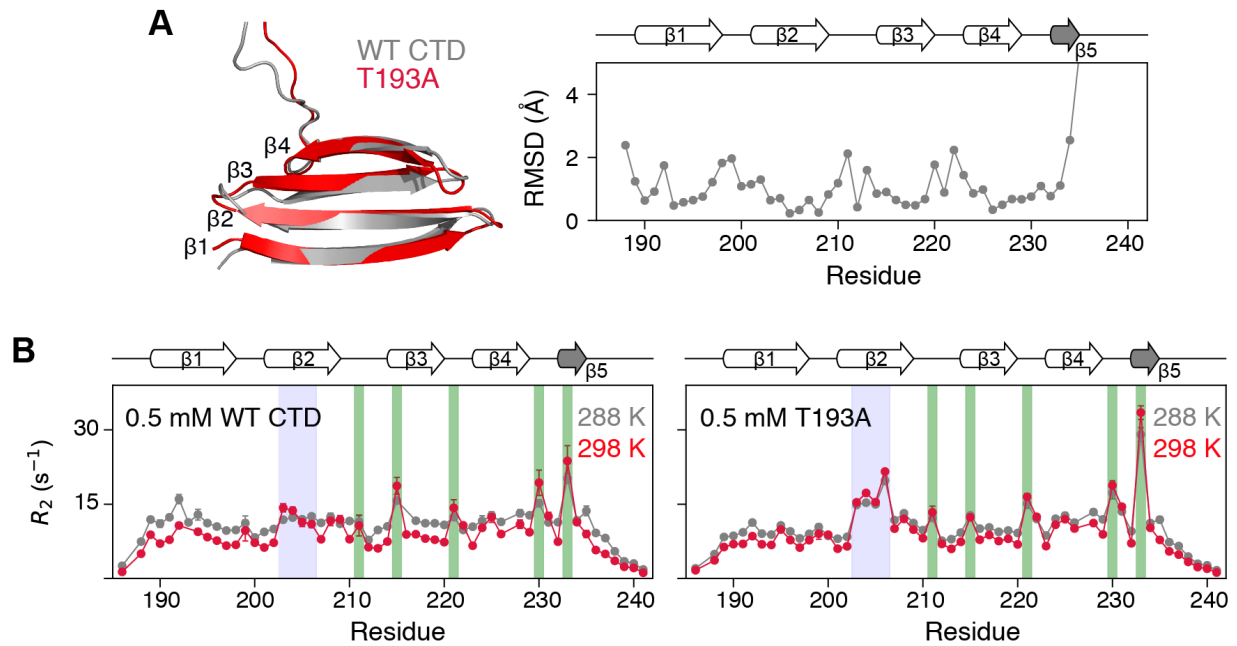 A
WT CTD
T193A
β4
β3
β2
β1
β1 β2 β3 β4 β5
RMSD (Å)
4
2
0
190 200 210 220 230 240
Residue
B
β1 β2 β3 β4 β5
0.5 mM WT CTD
288 K
298 K
R₂ (s⁻¹)
30
15
190 200 210 220 230 240
Residue
β1 β2 β3 β4 β5
0.5 mM T193A
288 K
298 K
190 200 210 220 230 240
Residue